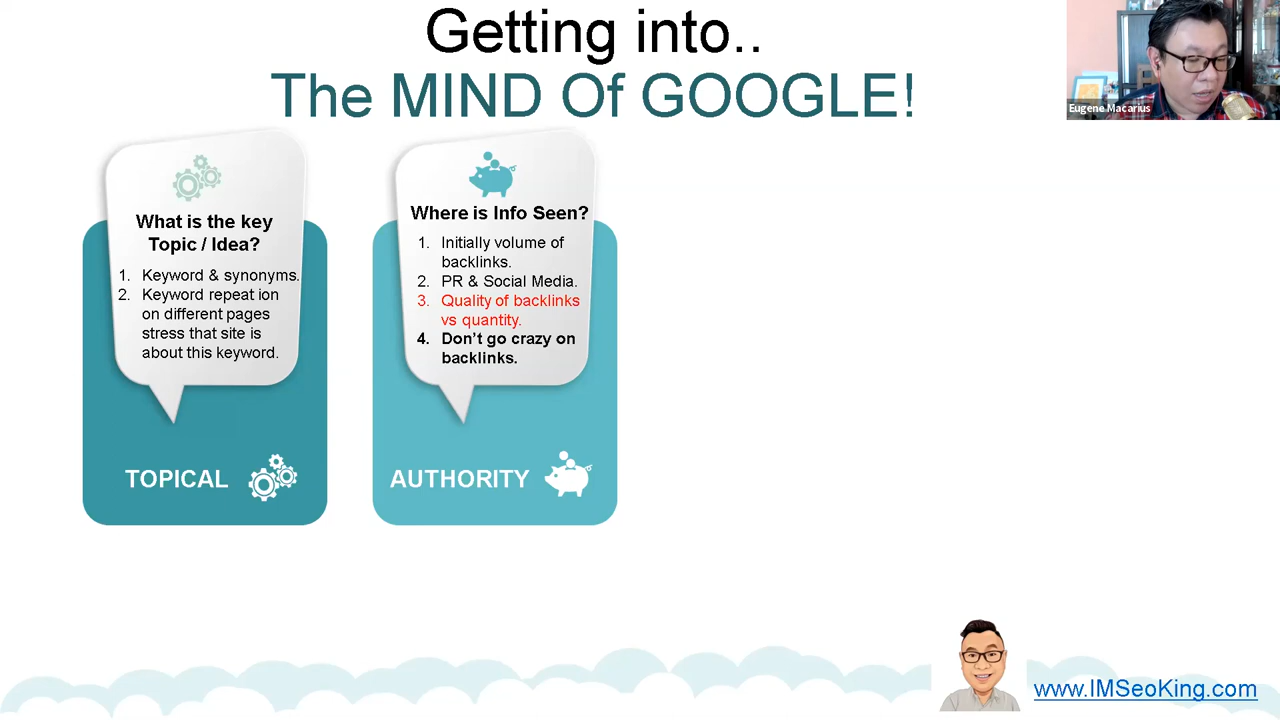 Getting into..
The MIND Of GOOGLE!
Eugene Macarius
What is the key
Topic / Idea?
1. Keyword & synonyms.
2. Keyword repeat ion
on different pages
stress that site is
about this keyword.
TOPICAL
Where is Info Seen?
1. Initially volume of
backlinks.
2. PR & Social Media.
3. Quality of backlinks
vs quantity.
4. Don't go crazy on
backlinks.
AUTHORITY
www.IMSeoKing.com